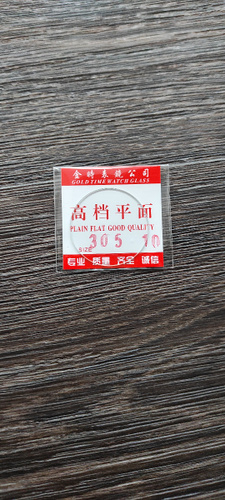 金時表鏡公司
GOLD TIME WATCH GLASS
高档平面
PLAIN FLAT GOOD QUALITY
SIZE 305 10
专业 质量 齐全 诚信